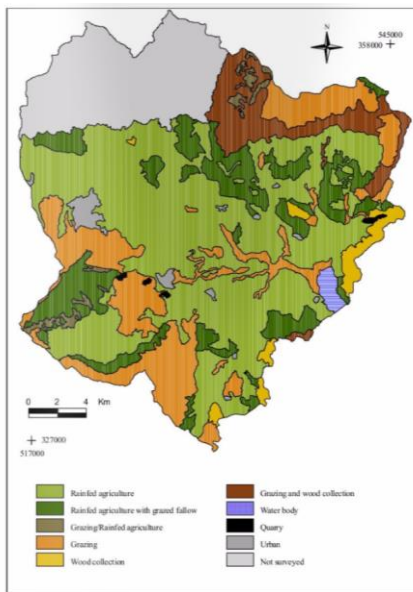 N
545000
358000
0 2 4 Km
327000
517000
Rainfed agriculture
Rainfed agriculture with grazed fallow
Grazing/Rainfed agriculture
Grazing
Wood collection
Grazing and wood collection
Water body
Quarry
Urban
Not surveyed